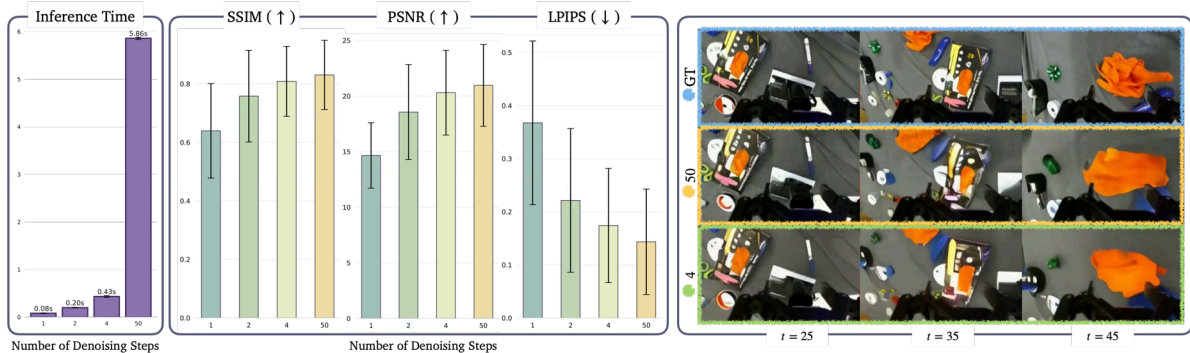 Inference Time
6
5
4
3
2
1
0
0.08s
0.20s
0.43s
5.86s
1 2 4 50
Number of Denoising Steps
SSIM (↑)
0.8
0.6
0.4
0.2
0.0
1 2 4 50
PSNR (↑)
25
20
15
10
5
0
1 2 4 50
Number of Denoising Steps
LPIPS (↓)
0.5
0.4
0.3
0.2
0.1
0.0
1 2 4 50
GT
50
4
t = 25
t = 35
t = 45